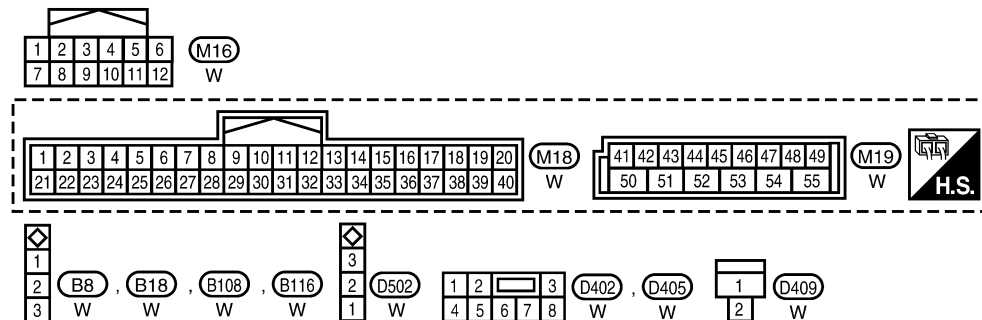 1 2 3 4 5 6
7 8 9 10 11 12
M16
W
1 2 3 4 5 6 7 8 9 10 11 12 13 14 15 16 17 18 19 20
21 22 23 24 25 26 27 28 29 30 31 32 33 34 35 36 37 38 39 40
M18
W
41 42 43 44 45 46 47 48 49
50 51 52 53 54 55
M19
W
H.S.
1
2
3
B8
W
,
B18
W
,
B108
W
,
B116
W
3
2
1
D502
W
1 2 3
4 5 6 7 8
D402
W
,
D405
W
1
2
D409
W